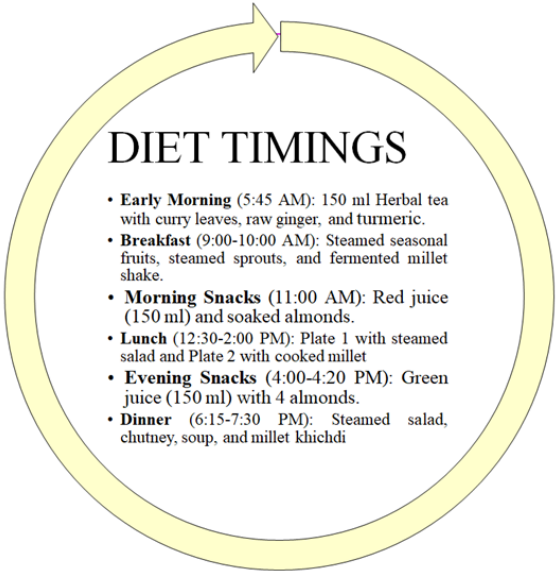 DIET TIMINGS
• Early Morning (5:45 AM): 150 ml Herbal tea
with curry leaves, raw ginger, and turmeric.
• Breakfast (9:00-10:00 AM): Steamed seasonal
fruits, steamed sprouts, and fermented millet
shake.
• Morning Snacks (11:00 AM): Red juice
(150 ml) and soaked almonds.
• Lunch (12:30-2:00 PM): Plate 1 with steamed
salad and Plate 2 with cooked millet
• Evening Snacks (4:00-4:20 PM): Green
juice (150 ml) with 4 almonds.
• Dinner (6:15-7:30 PM): Steamed salad,
chutney, soup, and millet khichdi